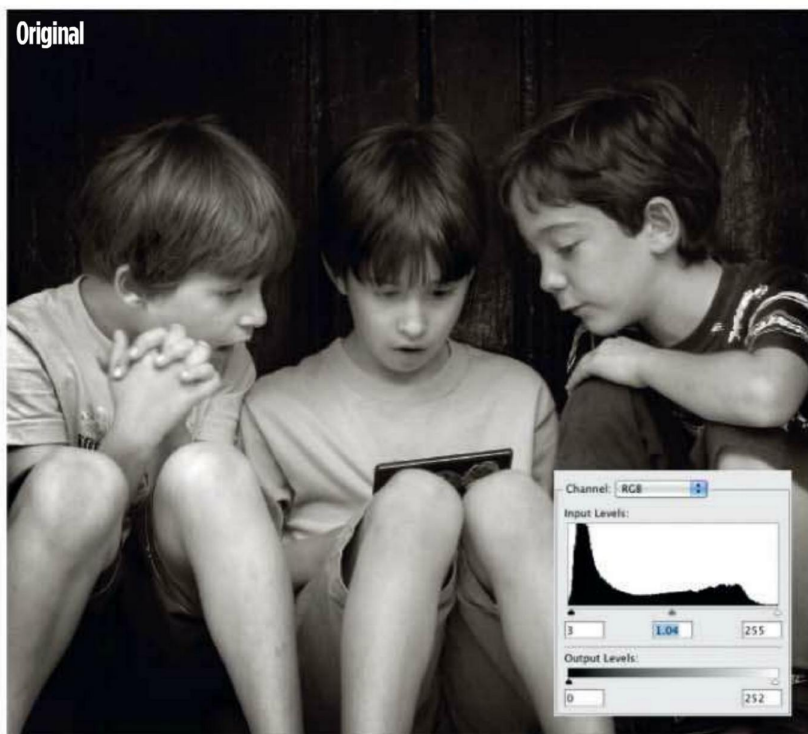 Original
Channel: RGB
Input Levels:
3 1.04 255
Output Levels:
0 252